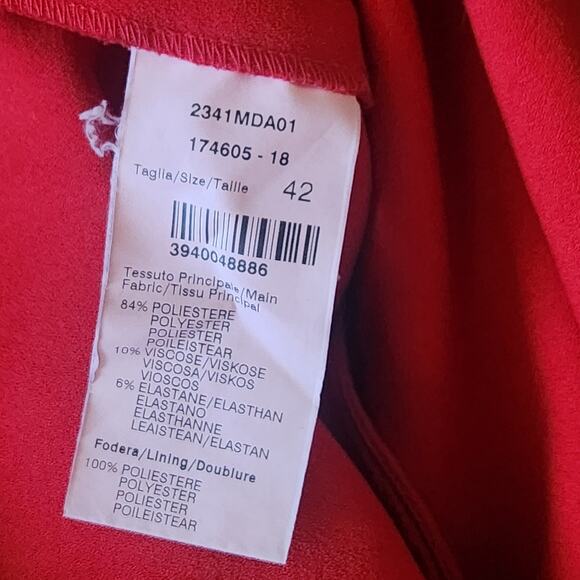 2341MDA01
174605 - 18
Taglia/Size/Taille 42
3940048886
Tessuto Principale/Main
Fabric/Tissu Principal
84% POLIESTERE
POLYESTER
POLIESTER
POILEISTEAR
10% VISCOSE/VISKOSE
VISCOSA/VISKOS
VIOSCOS
6% ELASTANE/ELASTHAN
ELASTANO
ELASTHANNE
LEAISTEAN/ELASTAN
Fodera/Lining/Doublure
100% POLIESTERE
POLYESTER
POLIESTER
POILEISTEAR